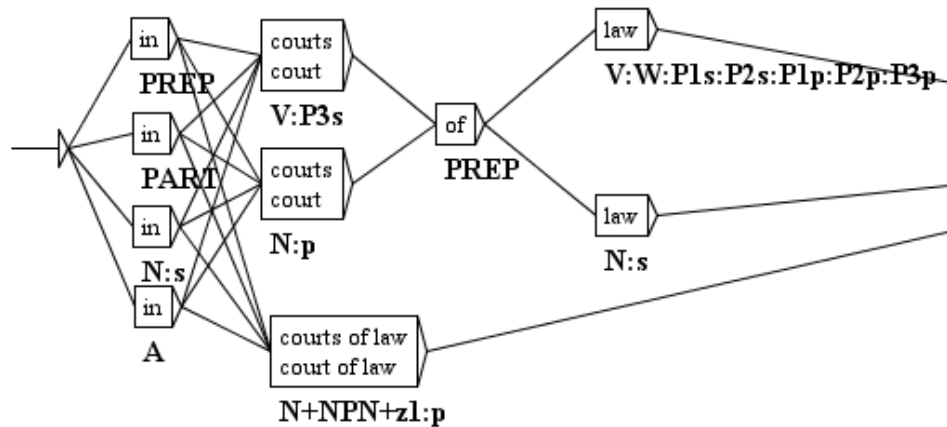 in
PREP
in
PART
in
N:s
in
A
courts
court
V:P3s
courts
court
N:p
courts of law
court of law
N+NPN+z1:p
of
PREP
law
V:W:P1s:P2s:P1p:P2p:P3p
law
N:s